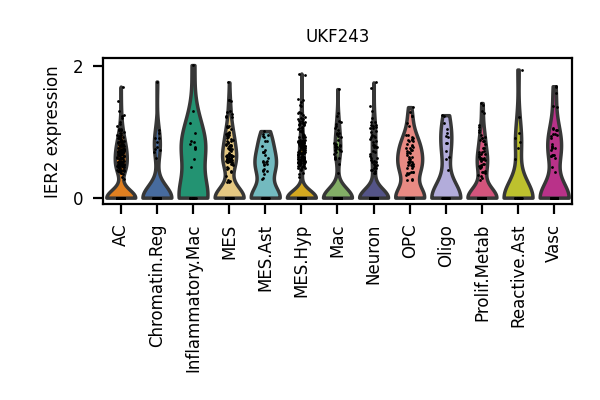 UKF243
IER2 expression
2
0
AC
Chromatin.Reg
Inflammatory.Mac
MES
MES.Ast
MES.Hyp
Mac
Neuron
OPC
Oligo
Prolif.Metab
Reactive.Ast
Vasc